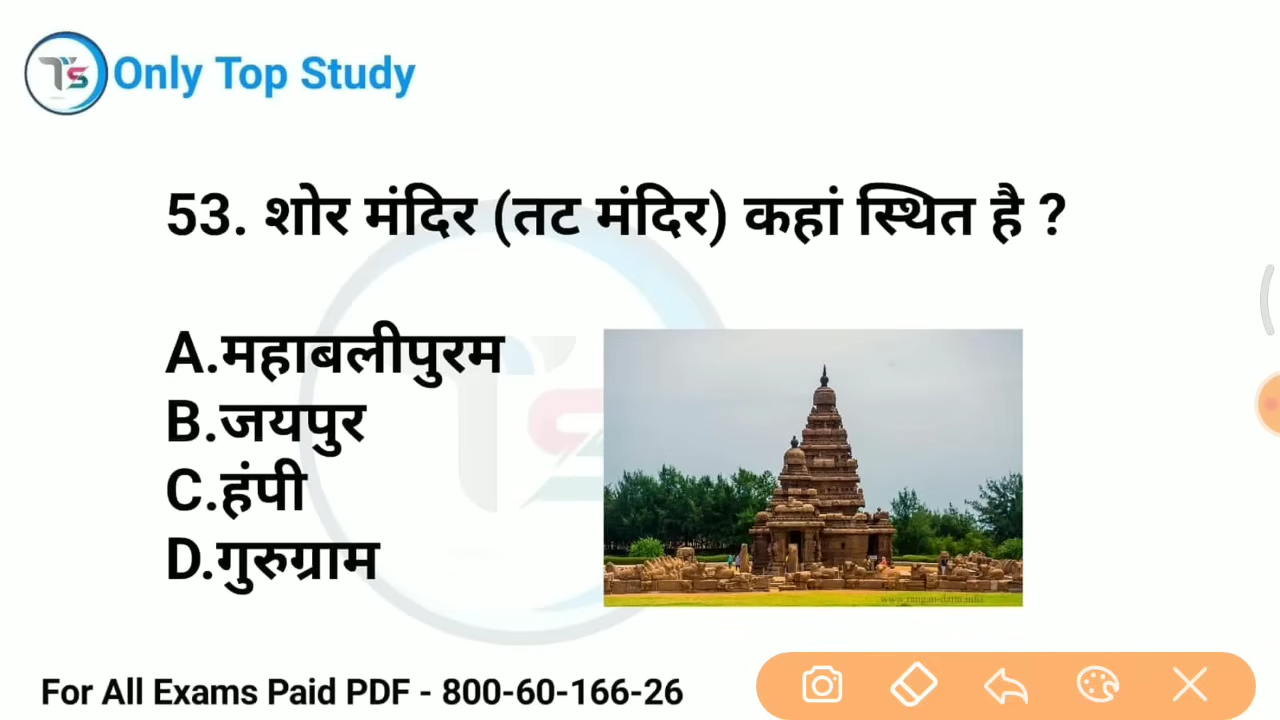 Ts Only Top Study
53. शोर मंदिर (तट मंदिर) कहां स्थित है ?
A.महाबलीपुरम
B.जयपुर
C.हंपी
D.गुरुग्राम
For All Exams Paid PDF - 800-60-166-26